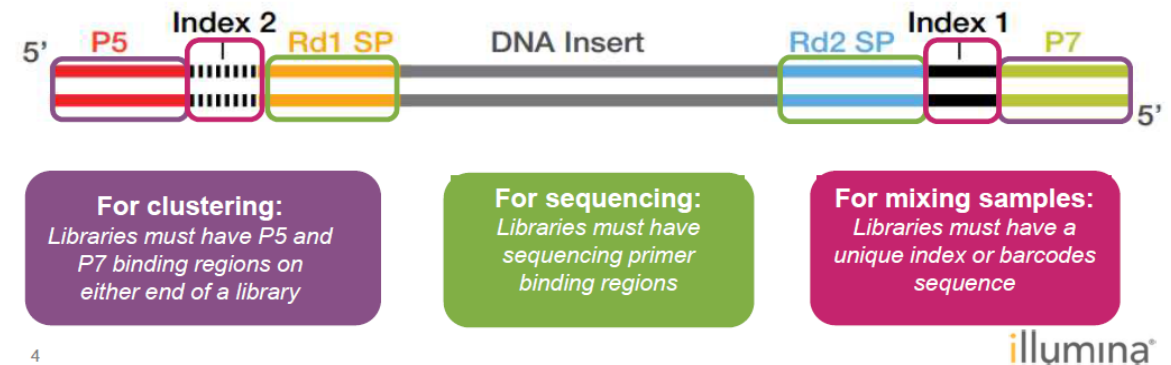 Index 2
Index 1
5’ P5 Rd1 SP DNA Insert Rd2 SP P7
5’
For clustering:
Libraries must have P5 and
P7 binding regions on
either end of a library
For sequencing:
Libraries must have
sequencing primer
binding regions
For mixing samples:
Libraries must have a
unique index or barcodes
sequence
4
illumina®